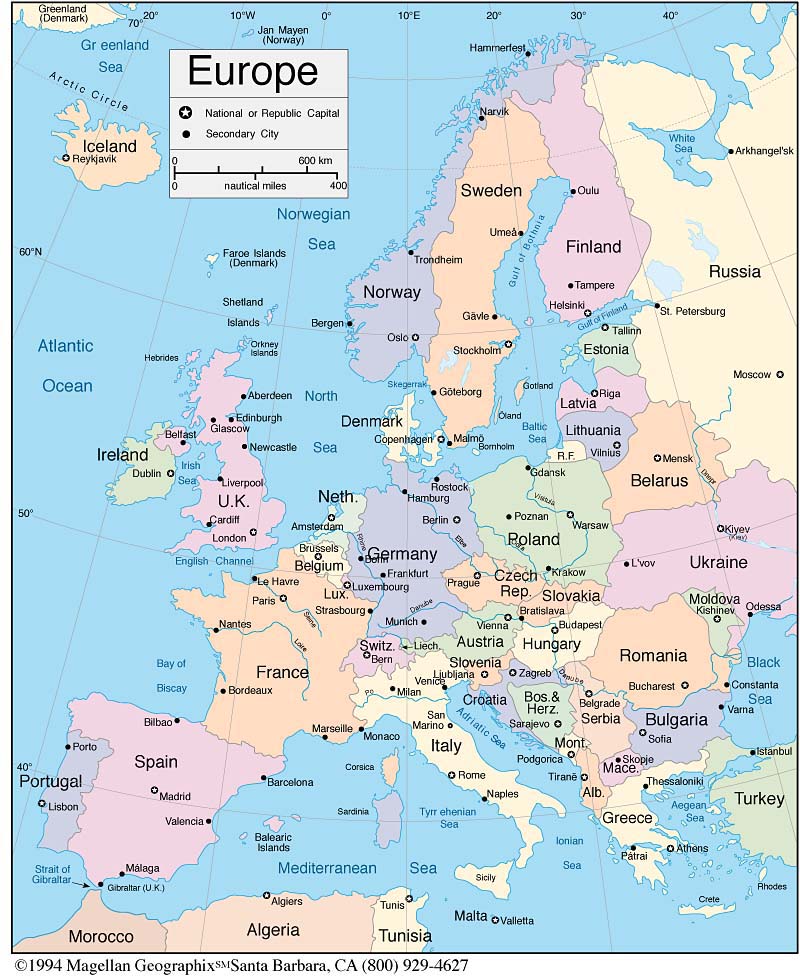 Greenland
(Denmark)
70°
20°
10°W
0°
10°E
20°
30°
40°
Jan Mayen
(Norway)
Greenland
Sea
Arctic Circle
Europe
National or Republic Capital
Secondary City
0
600 km
0
nautical miles
400
Hammerfest
Narvik
White
Sea
Arkhangel'sk
Iceland
Reykjavik
Norwegian
Sea
Sweden
Oulu
Umeå
Gulf of Bothnia
Finland
60°N
Faroe Islands
(Denmark)
Trondheim
Russia
Tampere
Norway
Helsinki
Gulf of Finland
St. Petersburg
Shetland
Islands
Bergen
Gävle
Tallinn
Oslo
Stockholm
Estonia
Atlantic
Ocean
Orkney
Islands
Hebrides
Moscow
Skagerrak
Gotland
Riga
Latvia
North
Sea
Aberdeen
Göteborg
Öland
Baltic
Sea
Denmark
Edinburgh
Glascow
Lithuania
Belfast
Copenhagen
Malmö
Bornholm
Vilnius
Newcastle
R.F.
Mensk
Ireland
Irish
Sea
Dublin
Gdansk
Belarus
Dnepr
Liverpool
Rostock
Hamburg
U.K.
Neth.
Vistula
50°
Cardiff
Amsterdam
Berlin
Poznan
Warsaw
Kiyev
(Kiev)
London
Elbe
Poland
Brussels
Rhine
Germany
English Channel
Belgium
Bonn
Ukraine
L'vov
Frankfurt
Krakow
Le Havre
Lux.
Luxembourg
Prague
Czech
Rep.
Slovakia
Paris
Moldova
Kishinev
Odessa
Strasbourg
Danube
Bratislava
Seine
Munich
Vienna
Budapest
Nantes
Loire
Austria
Hungary
Switz.
Bern
Liech.
Romania
Bay of
Biscay
France
Slovenia
Ljubljana
Zagreb
Danube
Black
Sea
Venice
Bordeaux
Po
Milan
Croatia
Bos.&
Herz.
Belgrade
Bucharest
Constanta
Serbia
Varna
Bilbao
San
Marino
Adriatic Sea
Sarajevo
Bulgaria
Marseille
Monaco
Sofia
Porto
Italy
Mont.
Istanbul
Spain
Corsica
Podgorica
Skopje
40°
Mace.
Portugal
Barcelona
Rome
Tiranë
Thessaloniki
Madrid
Alb.
Lisbon
Naples
Turkey
Sardinia
Tyrrhenian
Sea
Greece
Aegean
Sea
Valencia
Balearic
Islands
Ionian
Sea
Pátrai
Athens
Strait of
Gibraltar
Málaga
Mediterranean Sea
Gibraltar (U.K.)
Sicily
Rhodes
Algiers
Tunis
Crete
Malta
Valletta
Morocco
Algeria
Tunisia
©1994 Magellan Geographix℠Santa Barbara, CA (800) 929-4627